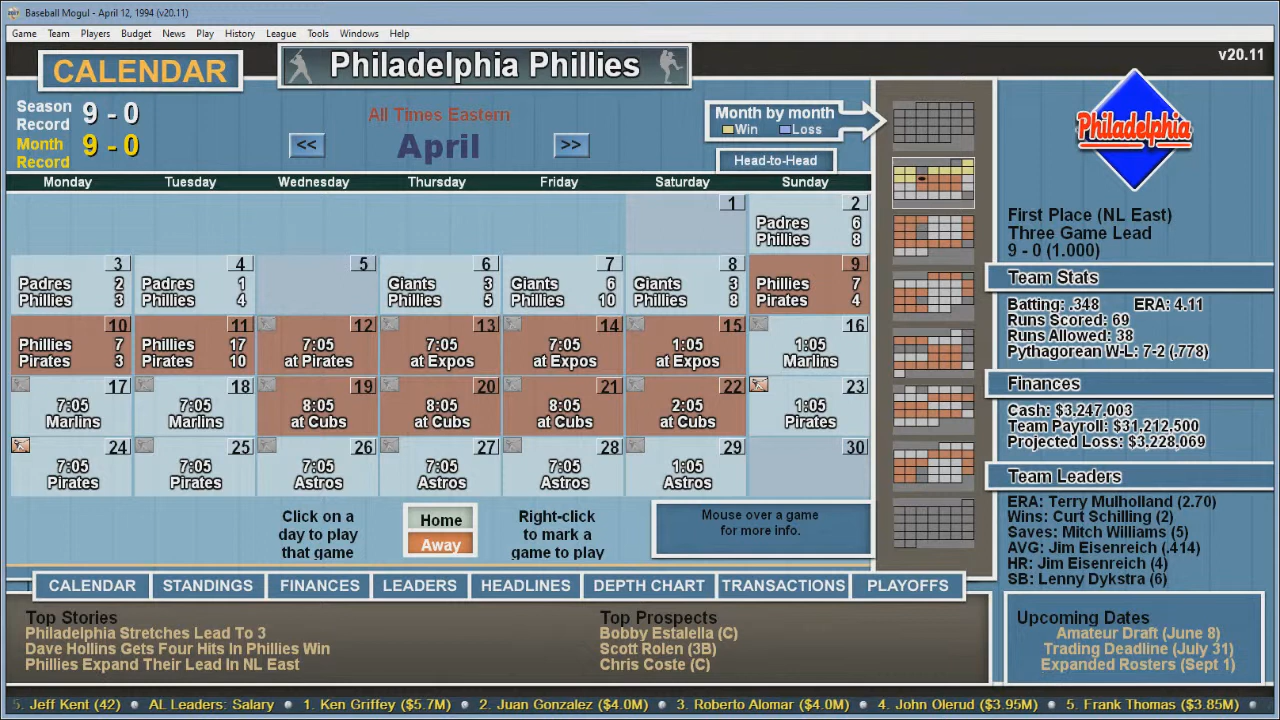 Baseball Mogul - April 12, 1994 (v20.11)
Game Team Players Budget News Play History League Tools Windows Help
CALENDAR
Philadelphia Phillies
v20.11
Season Record 9 - 0
Month Record 9 - 0
All Times Eastern
<< April >>
Month by month
Win Loss
Head-to-Head
Monday Tuesday Wednesday Thursday Friday Saturday Sunday
1 2
Padres 6
Phillies 8
3 4 5 6 7 8 9
Padres 2 Padres 1 Giants 3 Giants 6 Giants 3 Phillies 7
Phillies 3 Phillies 4 Phillies 5 Phillies 10 Phillies 8 Pirates 4
10 11 12 13 14 15 16
Phillies 7 Phillies 17 7:05 7:05 7:05 1:05 1:05
Pirates 3 Pirates 10 at Pirates at Expos at Expos at Expos Marlins
17 18 19 20 21 22 23
7:05 7:05 8:05 8:05 8:05 2:05 1:05
Marlins Marlins at Cubs at Cubs at Cubs at Cubs Pirates
24 25 26 27 28 29 30
7:05 7:05 7:05 7:05 7:05 1:05
Pirates Pirates Astros Astros Astros Astros
Click on a
day to play
that game
Home
Away
Right-click
to mark a
game to play
Mouse over a game
for more info.
Philadelphia
First Place (NL East)
Three Game Lead
9 - 0 (1.000)
Team Stats
Batting: .348 ERA: 4.11
Runs Scored: 69
Runs Allowed: 38
Pythagorean W-L: 7-2 (.778)
Finances
Cash: $3,247,003
Team Payroll: $31,212,500
Projected Loss: $3,228,069
Team Leaders
ERA: Terry Mulholland (2.70)
Wins: Curt Schilling (2)
Saves: Mitch Williams (5)
AVG: Jim Eisenreich (.414)
HR: Jim Eisenreich (4)
SB: Lenny Dykstra (6)
CALENDAR STANDINGS FINANCES LEADERS HEADLINES DEPTH CHART TRANSACTIONS PLAYOFFS
Top Stories
Philadelphia Stretches Lead To 3
Dave Hollins Gets Four Hits In Phillies Win
Phillies Expand Their Lead In NL East
Top Prospects
Bobby Estalella (C)
Scott Rolen (3B)
Chris Coste (C)
Upcoming Dates
Amateur Draft (June 8)
Trading Deadline (July 31)
Expanded Rosters (Sept 1)
5. Jeff Kent (42) AL Leaders: Salary 1. Ken Griffey ($5.7M) 2. Juan Gonzalez ($4.0M) 3. Roberto Alomar ($4.0M) 4. John Olerud ($3.95M) 5. Frank Thomas ($3.85M)